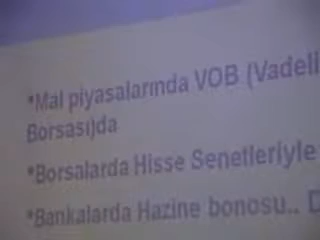 *Mal piyasalarında VOB (Vadeli
Borsası)da
*Borsalarda Hisse Senetleriyle
*Bankalarda Hazine bonosu.. D